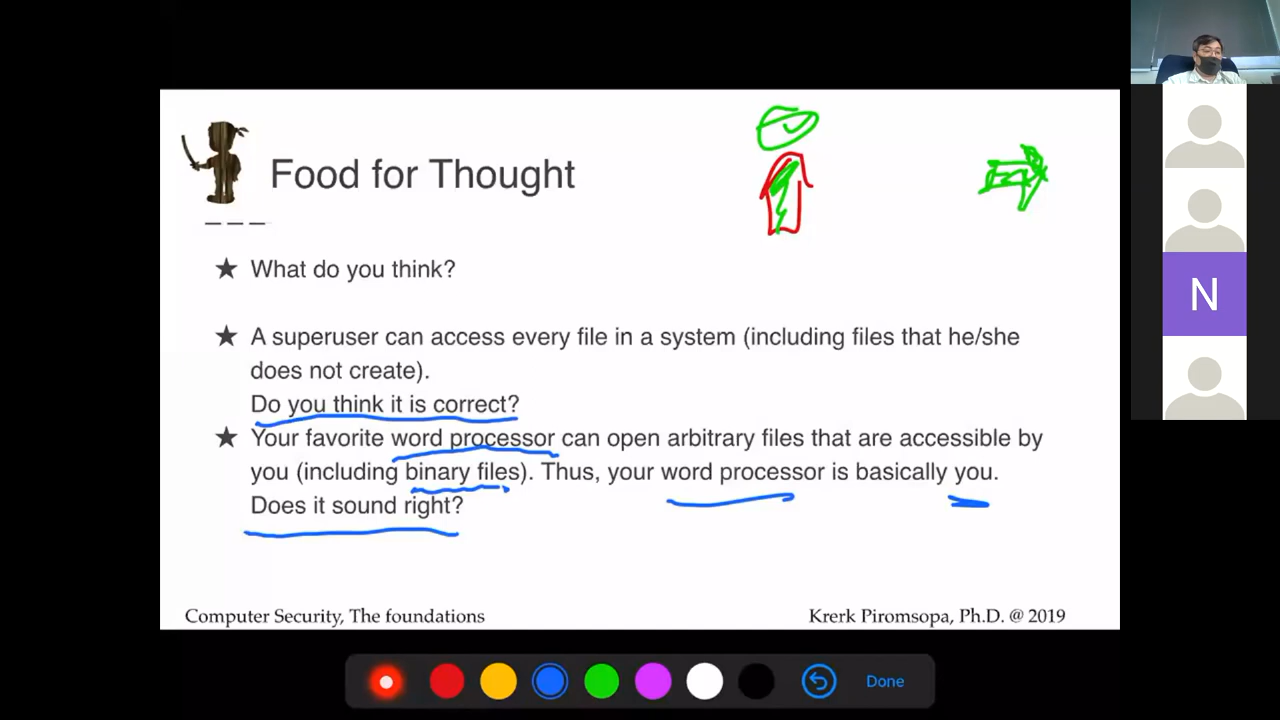 Food for Thought
★ What do you think?
★ A superuser can access every file in a system (including files that he/she
does not create).
Do you think it is correct?
★ Your favorite word processor can open arbitrary files that are accessible by
you (including binary files). Thus, your word processor is basically you.
Does it sound right?
Computer Security, The foundations
Krerk Piromsopa, Ph.D. @ 2019
N
Done